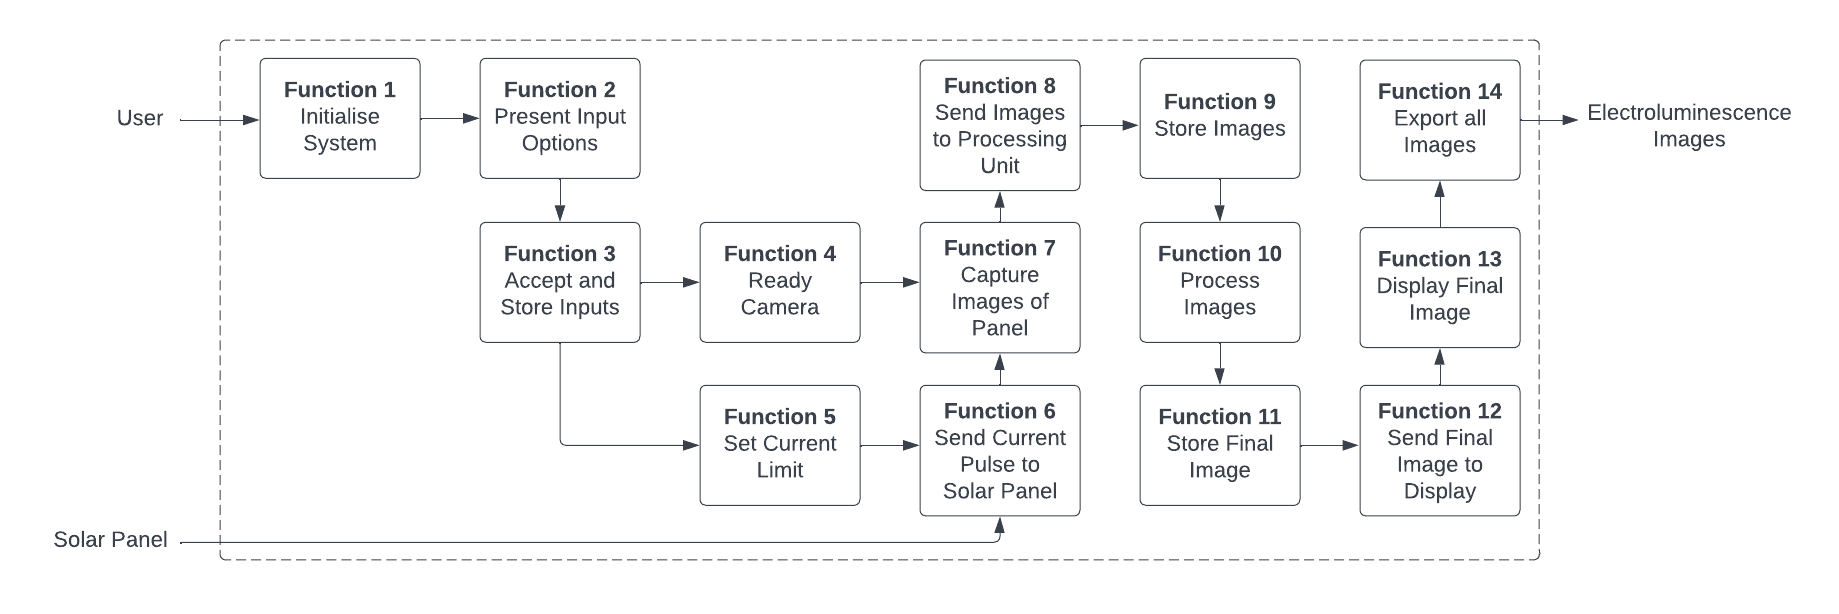 User
Function 1
Initialise
System
Function 2
Present Input
Options
Function 3
Accept and
Store Inputs
Function 4
Ready
Camera
Function 5
Set Current
Limit
Solar Panel
Function 6
Send Current
Pulse to
Solar Panel
Function 7
Capture
Images of
Panel
Function 8
Send Images
to Processing
Unit
Function 9
Store Images
Function 10
Process
Images
Function 11
Store Final
Image
Function 12
Send Final
Image to
Display
Function 13
Display Final
Image
Function 14
Export all
Images
Electroluminescence
Images